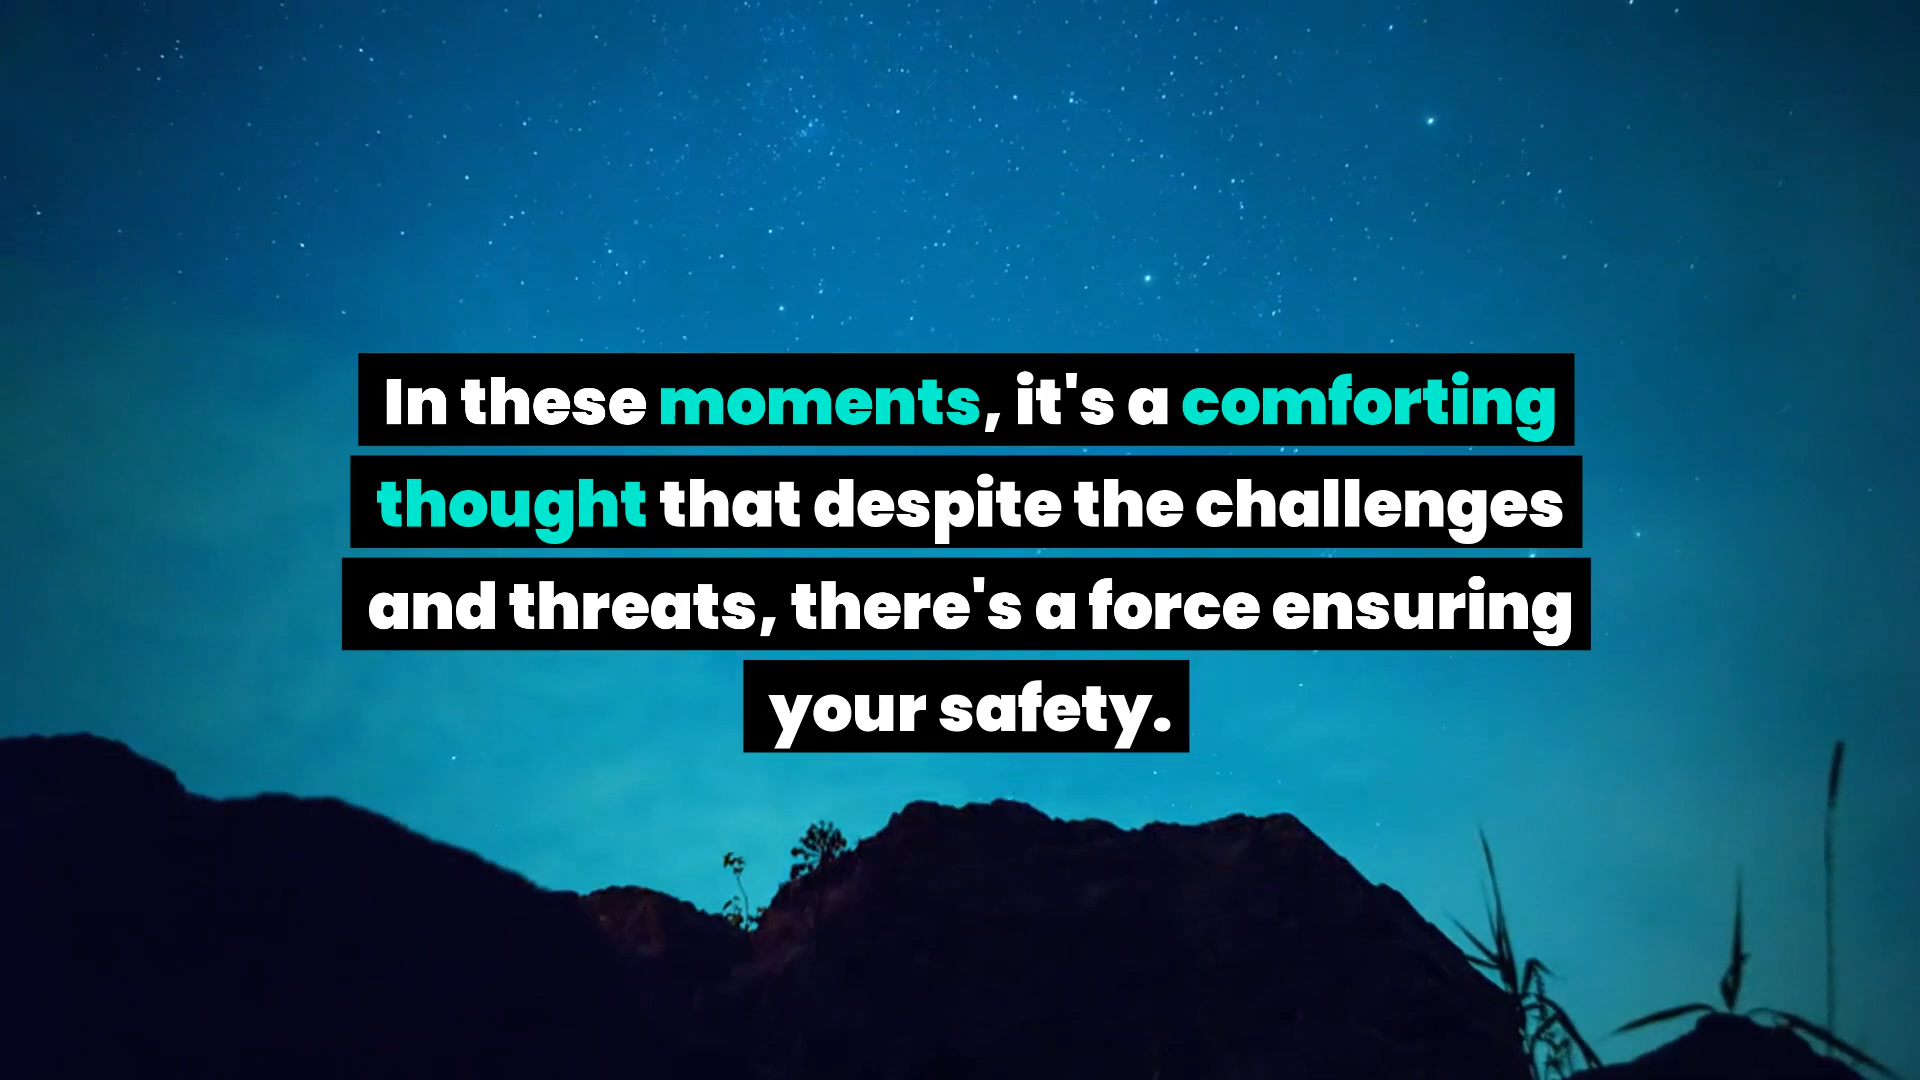 In these moments, it's a comforting
thought that despite the challenges
and threats, there's a force ensuring
your safety.